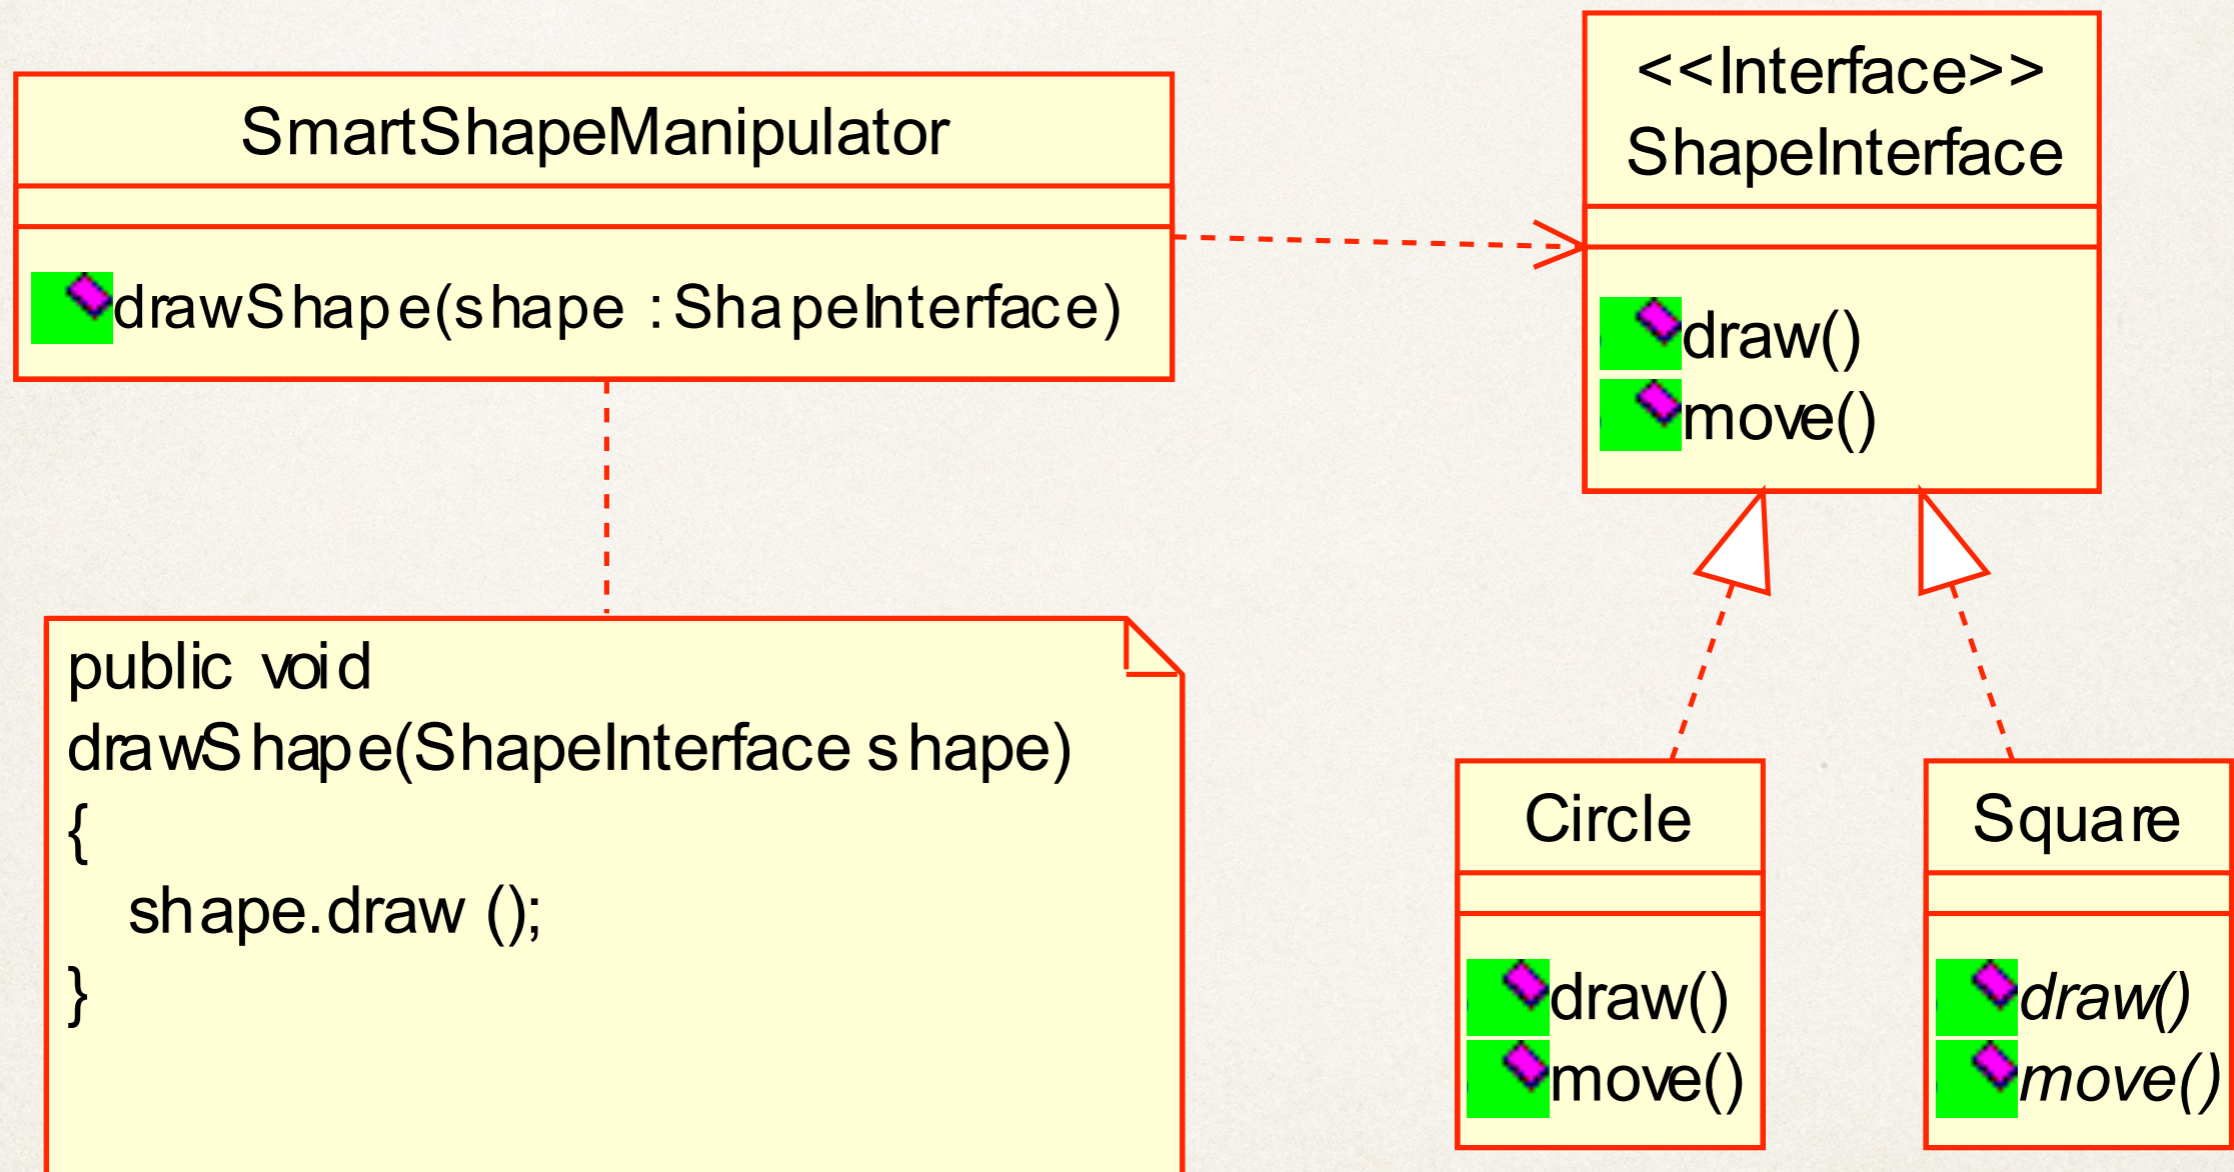 SmartShapeManipulator
drawShape(shape : ShapeInterface)
<<Interface>>
ShapeInterface
draw()
move()
public void
drawShape(ShapeInterface shape)
{
shape.draw ();
}
Circle
draw()
move()
Square
draw()
move()